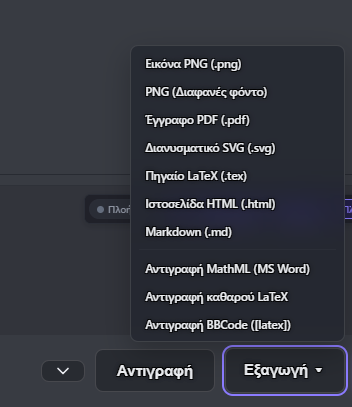 Εικόνα PNG (.png)
PNG (Διαφανές φόντο)
Έγγραφο PDF (.pdf)
Διανυσματικό SVG (.svg)
Πηγαίο LaTeX (.tex)
Ιστοσελίδα HTML (.html)
Markdown (.md)
Αντιγραφή MathML (MS Word)
Αντιγραφή καθαρού LaTeX
Αντιγραφή BBCode ([latex])
Αντιγραφή
Εξαγωγή